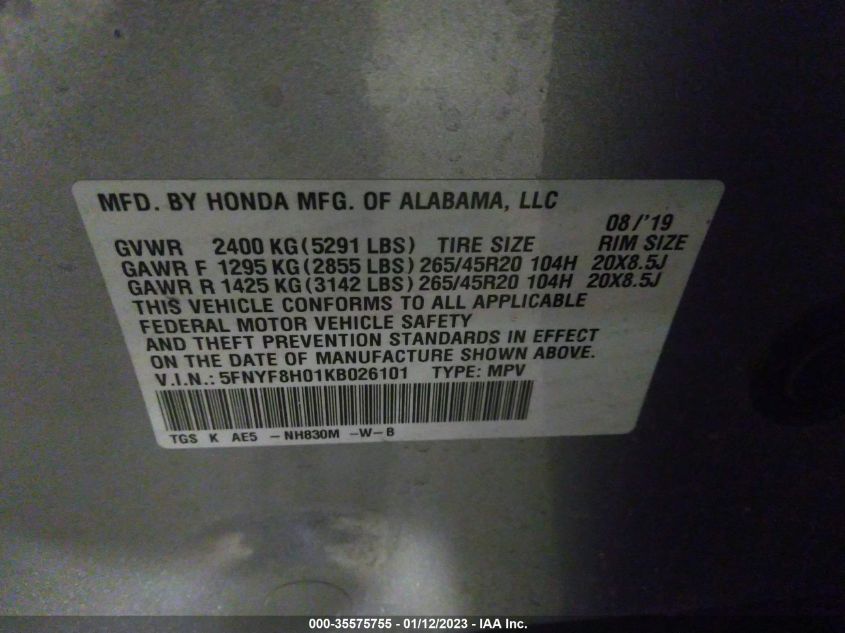 MFD. BY HONDA MFG. OF ALABAMA, LLC
08/'19
GVWR 2400 KG (5291 LBS) TIRE SIZE RIM SIZE
GAWR F 1295 KG (2855 LBS) 265/45R20 104H 20X8.5J
GAWR R 1425 KG (3142 LBS) 265/45R20 104H 20X8.5J
THIS VEHICLE CONFORMS TO ALL APPLICABLE
FEDERAL MOTOR VEHICLE SAFETY
AND THEFT PREVENTION STANDARDS IN EFFECT
ON THE DATE OF MANUFACTURE SHOWN ABOVE.
V.I.N.: 5FNYF8H01KB026101 TYPE: MPV
TGS K AE5 -NH830M -W-B
000-35575755 - 01/12/2023 - IAA Inc.